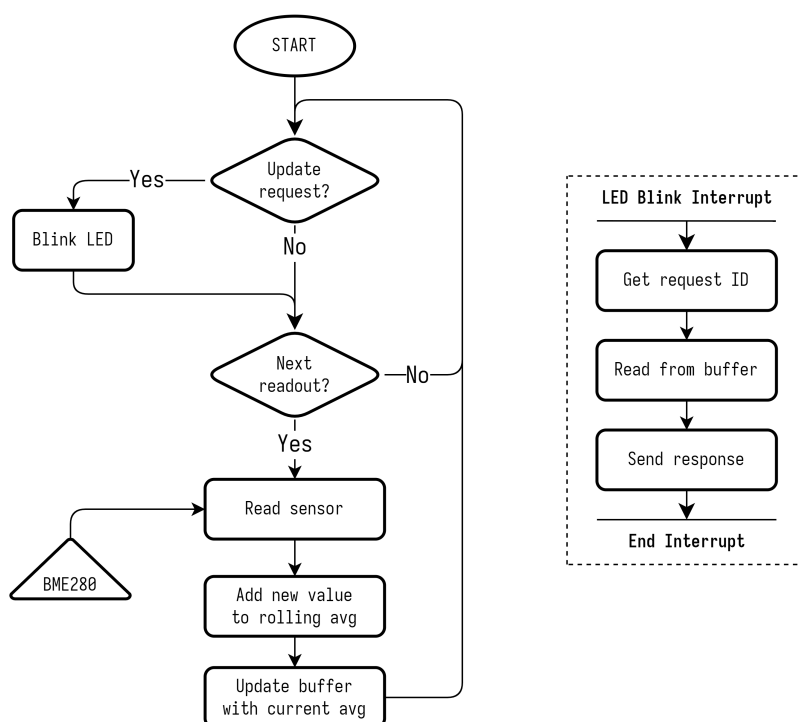 START
Update
request?
Yes
Blink LED
No
Next
readout?
No
Yes
Read sensor
BME280
Add new value
to rolling avg
Update buffer
with current avg
LED Blink Interrupt
Get request ID
Read from buffer
Send response
End Interrupt